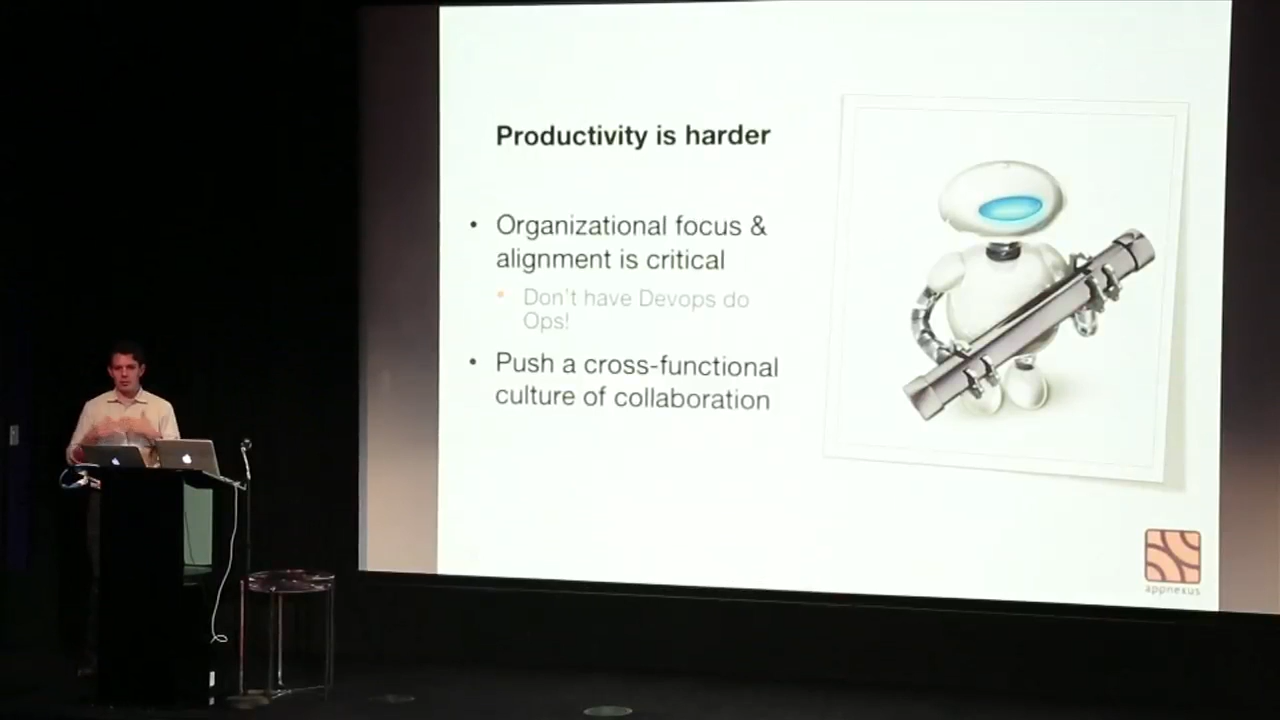 Productivity is harder
• Organizational focus &
alignment is critical
• Don't have Devops do
Ops!
• Push a cross-functional
culture of collaboration
appnexus